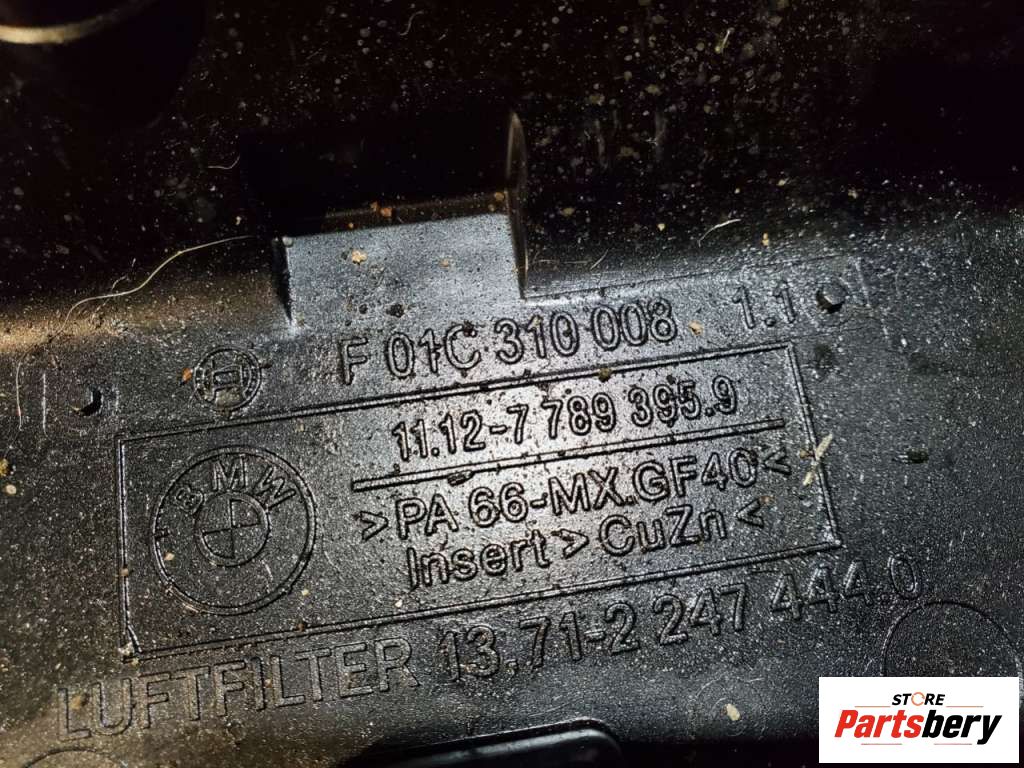 F 01C 310 008 1.1
11.12-7 789 395.9
BMW
>PA 66-MX.GF40<
Insert>CuZn<
LUFTFILTER 13.71-2 247 444.0
STORE
Partsbery